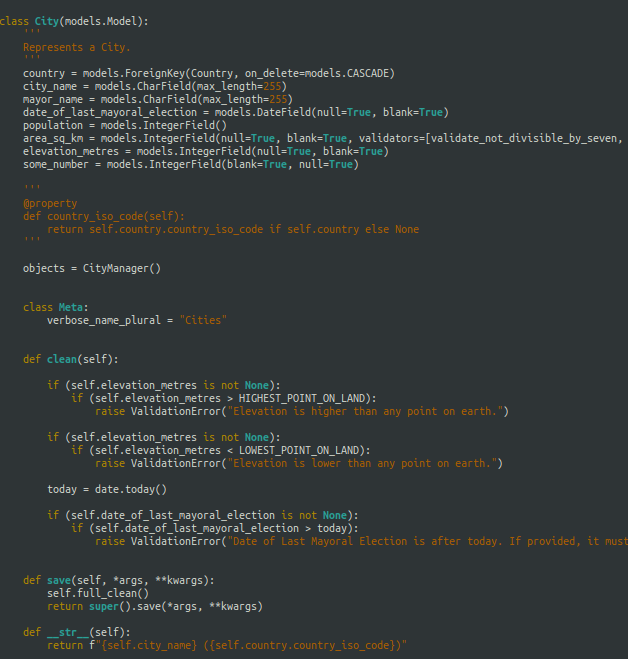 class City(models.Model):
    '''
    Represents a City.
    '''
    country = models.ForeignKey(Country, on_delete=models.CASCADE)
    city_name = models.CharField(max_length=255)
    mayor_name = models.CharField(max_length=255)
    date_of_last_mayoral_election = models.DateField(null=True, blank=True)
    population = models.IntegerField()
    area_sq_km = models.IntegerField(null=True, blank=True, validators=[validate_not_divisible_by_seven,
    elevation_metres = models.IntegerField(null=True, blank=True)
    some_number = models.IntegerField(blank=True, null=True)
    '''
    @property
    def country_iso_code(self):
        return self.country.country_iso_code if self.country else None
    '''
    objects = CityManager()
    class Meta:
        verbose_name_plural = "Cities"
    def clean(self):
        if (self.elevation_metres is not None):
            if (self.elevation_metres > HIGHEST_POINT_ON_LAND):
                raise ValidationError("Elevation is higher than any point on earth.")
        if (self.elevation_metres is not None):
            if (self.elevation_metres < LOWEST_POINT_ON_LAND):
                raise ValidationError("Elevation is lower than any point on earth.")
        today = date.today()
        if (self.date_of_last_mayoral_election is not None):
            if (self.date_of_last_mayoral_election > today):
                raise ValidationError("Date of Last Mayoral Election is after today. If provided, it must
    def save(self, *args, **kwargs):
        self.full_clean()
        return super().save(*args, **kwargs)
    def __str__(self):
        return f"{self.city_name} ({self.country.country_iso_code})"